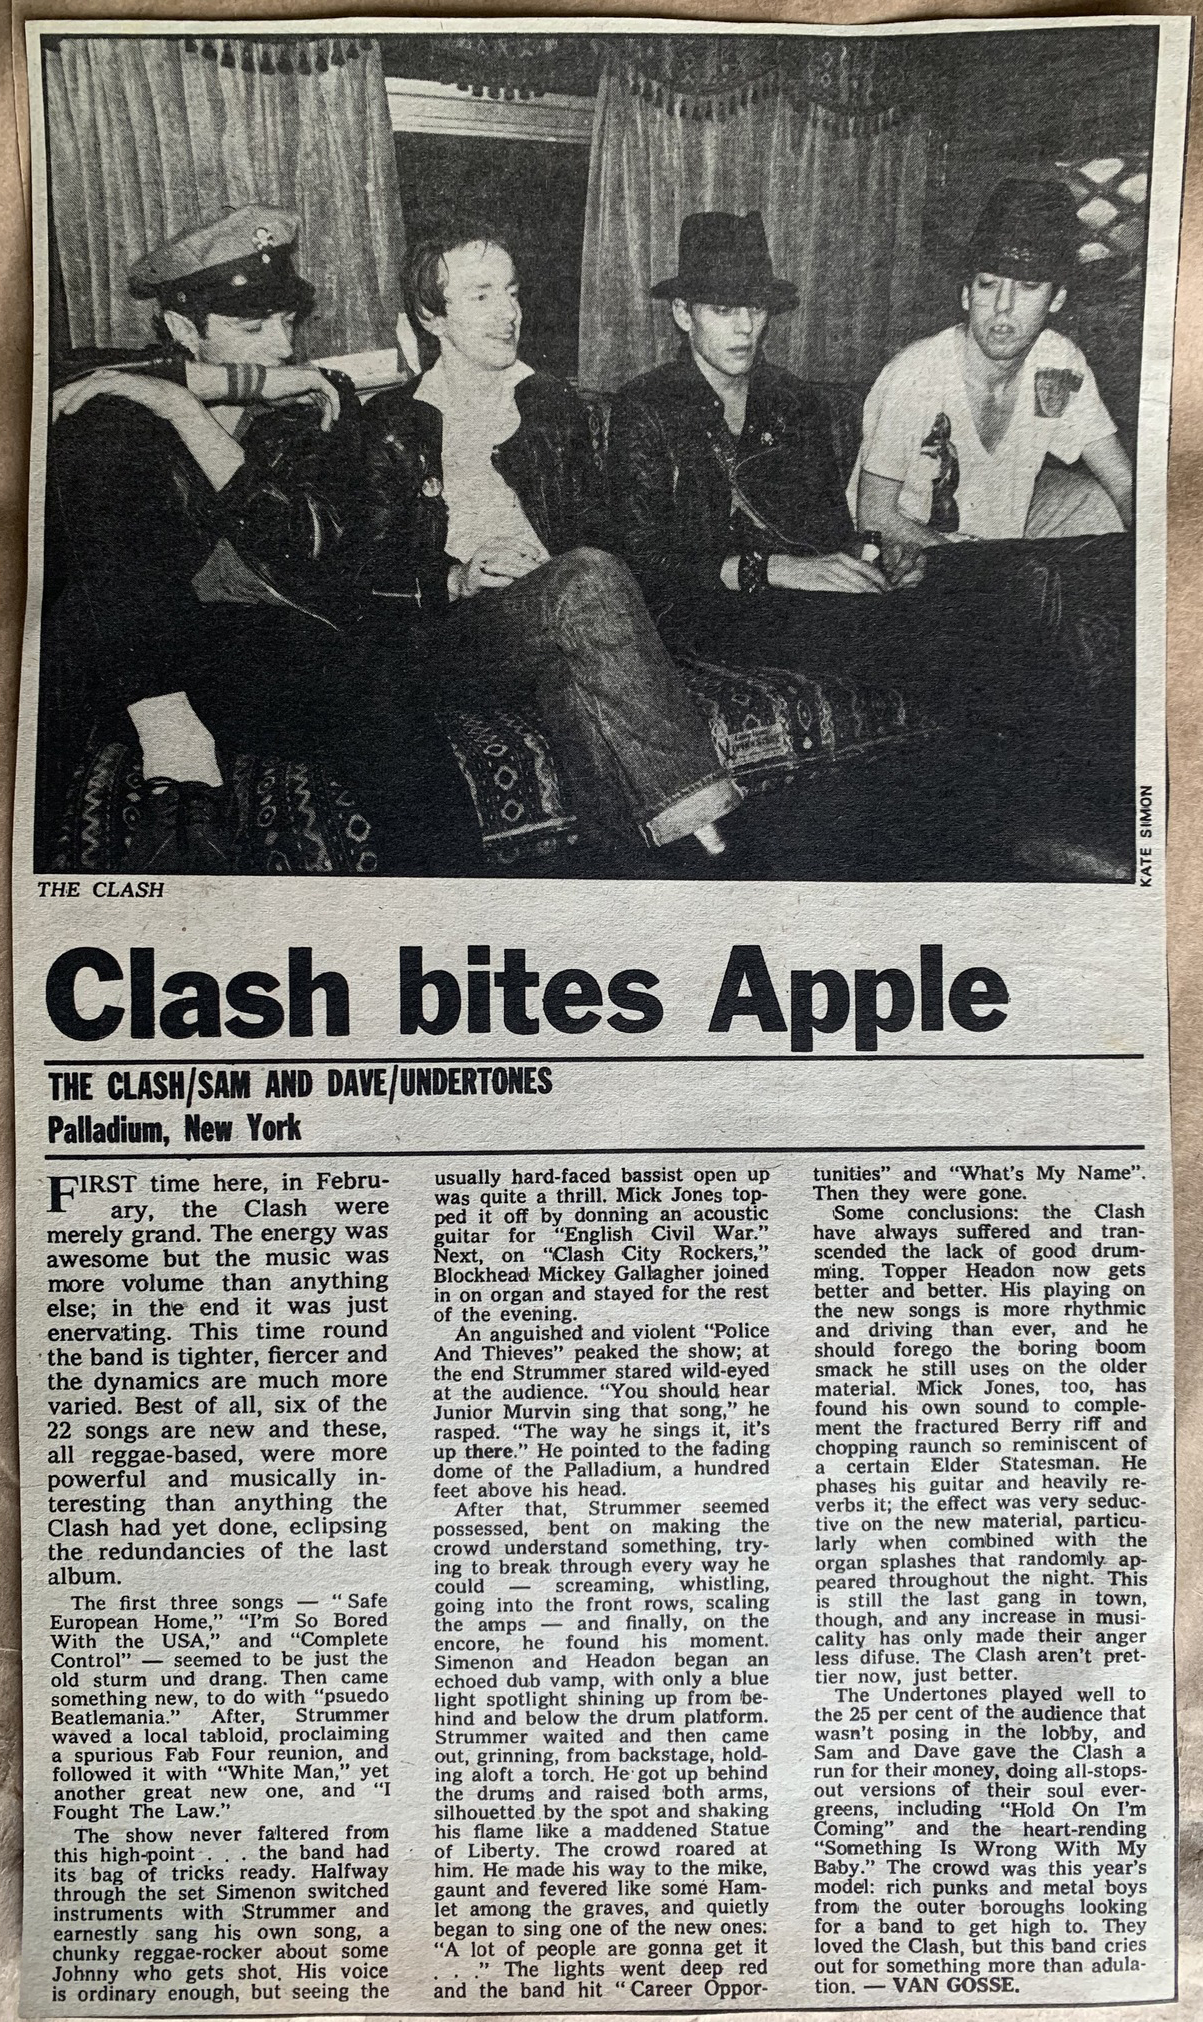 KATE SIMON
THE CLASH
Clash bites Apple
THE CLASH/SAM AND DAVE/UNDERTONES
Palladium, New York
FIRST time here, in Febru-
ary, the Clash were
merely grand. The energy was
awesome but the music was
more volume than anything
else; in the end it was just
enervating. This time round
the band is tighter, fiercer and
the dynamics are much more
varied. Best of all, six of the
22 songs are new and these,
all reggae-based, were more
powerful and musically in-
teresting than anything the
Clash had yet done, eclipsing
the redundancies of the last
album.
The first three songs — "Safe
European Home," "I'm So Bored
With the USA," and "Complete
Control" — seemed to be just the
old sturm und drang. Then came
something new, to do with "psuedo
Beatlemania." After, Strummer
waved a local tabloid, proclaiming
a spurious Fab Four reunion, and
followed it with "White Man," yet
another great new one, and "I
Fought The Law."
The show never faltered from
this high-point . . . the band had
its bag of tricks ready. Halfway
through the set Simenon switched
instruments with Strummer and
earnestly sang his own song, a
chunky reggae-rocker about some
Johnny who gets shot. His voice
is ordinary enough, but seeing the
usually hard-faced bassist open up
was quite a thrill. Mick Jones top-
ped it off by donning an acoustic
guitar for "English Civil War."
Next, on "Clash City Rockers,"
Blockhead Mickey Gallagher joined
in on organ and stayed for the rest
of the evening.
An anguished and violent "Police
And Thieves" peaked the show; at
the end Strummer stared wild-eyed
at the audience. "You should hear
Junior Murvin sing that song," he
rasped. "The way he sings it, it's
up there." He pointed to the fading
dome of the Palladium, a hundred
feet above his head.
After that, Strummer seemed
possessed, bent on making the
crowd understand something, try-
ing to break through every way he
could — screaming, whistling,
going into the front rows, scaling
the amps — and finally, on the
encore, he found his moment.
Simenon and Headon began an
echoed dub vamp, with only a blue
light spotlight shining up from be-
hind and below the drum platform.
Strummer waited and then came
out, grinning, from backstage, hold-
ing aloft a torch. He got up behind
the drums and raised both arms,
silhouetted by the spot and shaking
his flame like a maddened Statue
of Liberty. The crowd roared at
him. He made his way to the mike,
gaunt and fevered like some Ham-
let among the graves, and quietly
began to sing one of the new ones:
"A lot of people are gonna get it
. . ." The lights went deep red
and the band hit "Career Oppor-
tunities" and "What's My Name".
Then they were gone.
Some conclusions: the Clash
have always suffered and tran-
scended the lack of good drum-
ming. Topper Headon now gets
better and better. His playing on
the new songs is more rhythmic
and driving than ever, and he
should forego the boring boom
smack he still uses on the older
material. Mick Jones, too, has
found his own sound to comple-
ment the fractured Berry riff and
chopping raunch so reminiscent of
a certain Elder Statesman. He
phases his guitar and heavily re-
verbs it; the effect was very seduc-
tive on the new material, particu-
larly when combined with the
organ splashes that randomly ap-
peared throughout the night. This
is still the last gang in town,
though, and any increase in musi-
cality has only made their anger
less difuse. The Clash aren't pret-
tier now, just better.
The Undertones played well to
the 25 per cent of the audience that
wasn't posing in the lobby, and
Sam and Dave gave the Clash a
run for their money, doing all-stops-
out versions of their soul ever-
greens, including "Hold On I'm
Coming" and the heart-rending
"Something Is Wrong With My
Baby." The crowd was this year's
model: rich punks and metal boys
from the outer boroughs looking
for a band to get high to. They
loved the Clash, but this band cries
out for something more than adula-
tion. — VAN GOSSE.